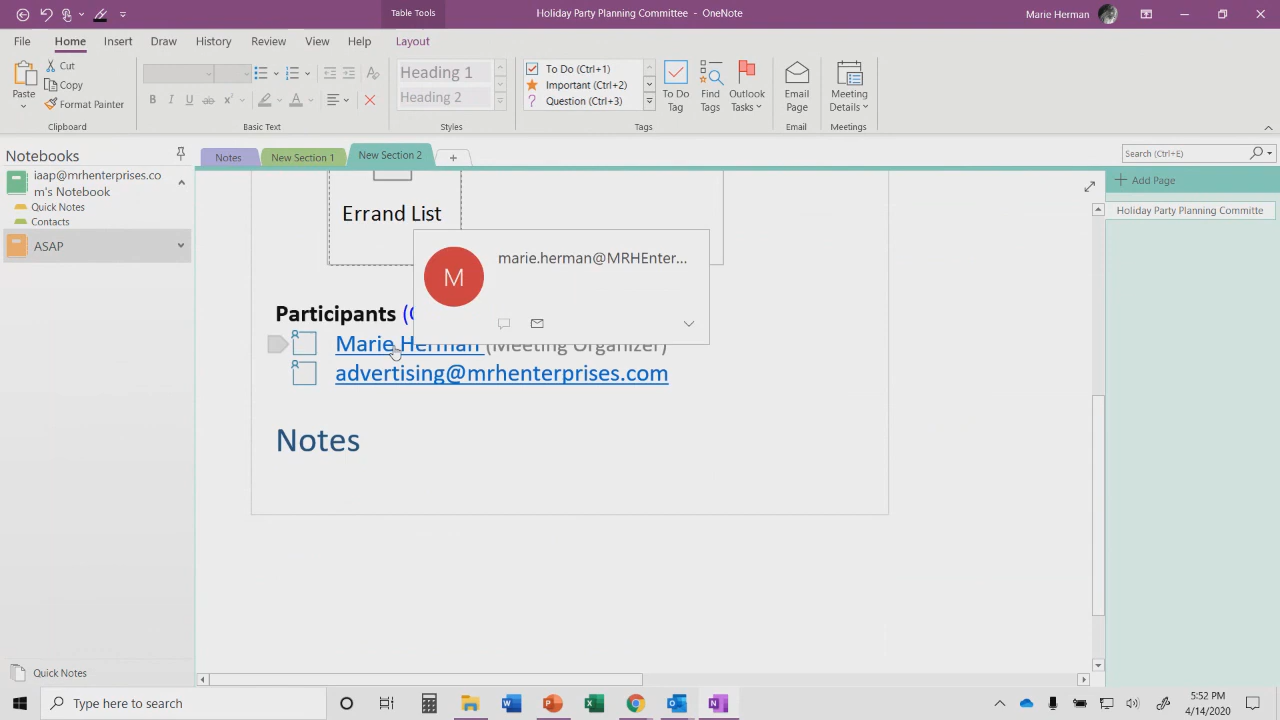 Holiday Party Planning Committee - OneNote
Table Tools
Marie Herman
File Home Insert Draw History Review View Help Layout
Paste
Cut
Copy
Format Painter
Clipboard
Basic Text
Heading 1
Heading 2
Styles
To Do (Ctrl+1)
Important (Ctrl+2)
Question (Ctrl+3)
To Do
Tag
Find
Tags
Outlook
Tasks
Tags
Email
Page
Email
Meeting
Details
Meetings
Notebooks
Notes
New Section 1
New Section 2
Search (Ctrl+E)
iaap@mrhenterprises.co
m's Notebook
Quick Notes
Contacts
ASAP
Add Page
Holiday Party Planning Committe
Errand List
marie.herman@MRHEnter...
M
Participants
Marie Herman (Meeting Organizer)
advertising@mrhenterprises.com
Notes
Quick Notes
Type here to search
5:52 PM
4/14/2020